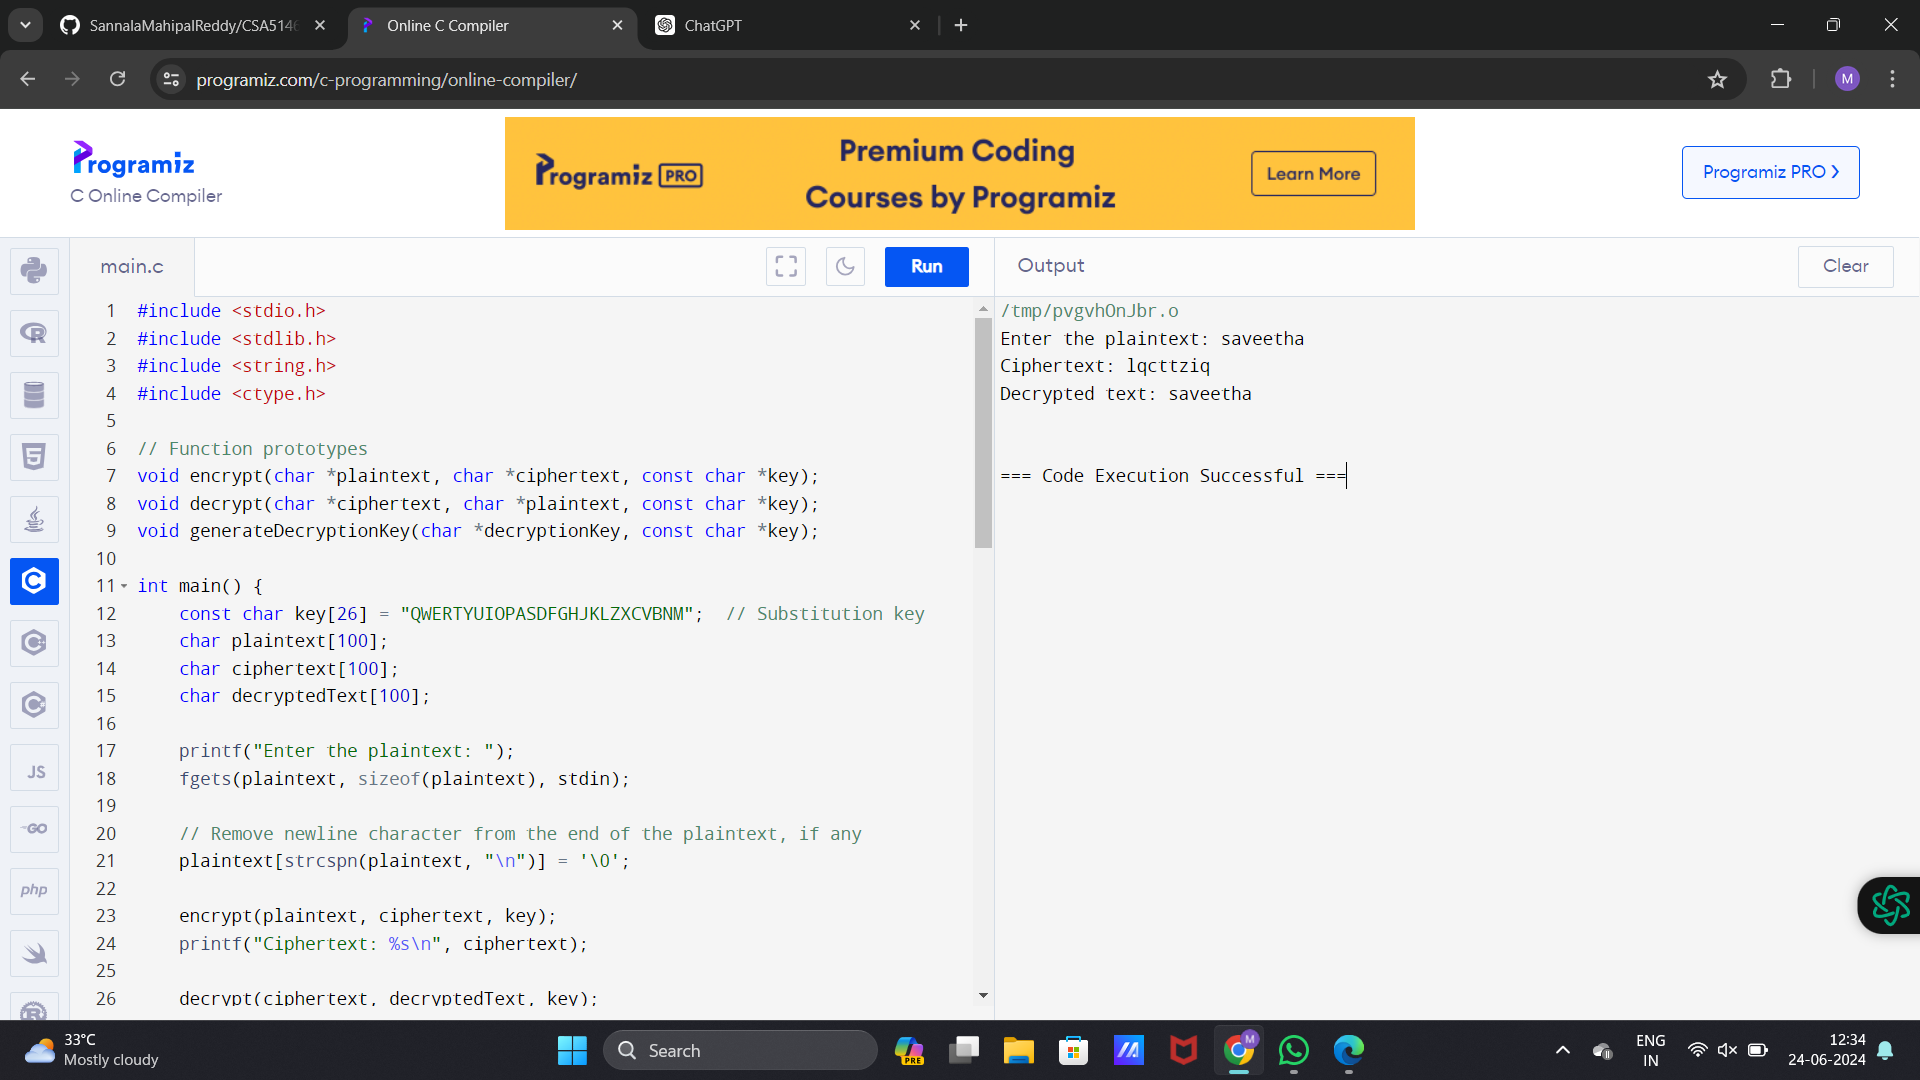 SannalaMahipalReddy/CSA5146
Online C Compiler
ChatGPT
programiz.com/c-programming/online-compiler/
M
Programiz
C Online Compiler
Programiz PRO
Premium Coding
Courses by Programiz
Learn More
Programiz PRO
main.c
Run
Output
Clear
1 #include <stdio.h>
2 #include <stdlib.h>
3 #include <string.h>
4 #include <ctype.h>
5
6 // Function prototypes
7 void encrypt(char *plaintext, char *ciphertext, const char *key);
8 void decrypt(char *ciphertext, char *plaintext, const char *key);
9 void generateDecryptionKey(char *decryptionKey, const char *key);
10
11 int main() {
12 const char key[26] = "QWERTYUIOPASDFGHJKLZXCVBNM"; // Substitution key
13 char plaintext[100];
14 char ciphertext[100];
15 char decryptedText[100];
16
17 printf("Enter the plaintext: ");
18 fgets(plaintext, sizeof(plaintext), stdin);
19
20 // Remove newline character from the end of the plaintext, if any
21 plaintext[strcspn(plaintext, "\n")] = '\0';
22
23 encrypt(plaintext, ciphertext, key);
24 printf("Ciphertext: %s\n", ciphertext);
25
26 decrypt(ciphertext, decryptedText, key);
/tmp/pvgvhOnJbr.o
Enter the plaintext: saveetha
Ciphertext: lqcttziq
Decrypted text: saveetha
=== Code Execution Successful ===
JS
GO
php
33°C
Mostly cloudy
Search
PRE
M
ENG
IN
12:34
24-06-2024